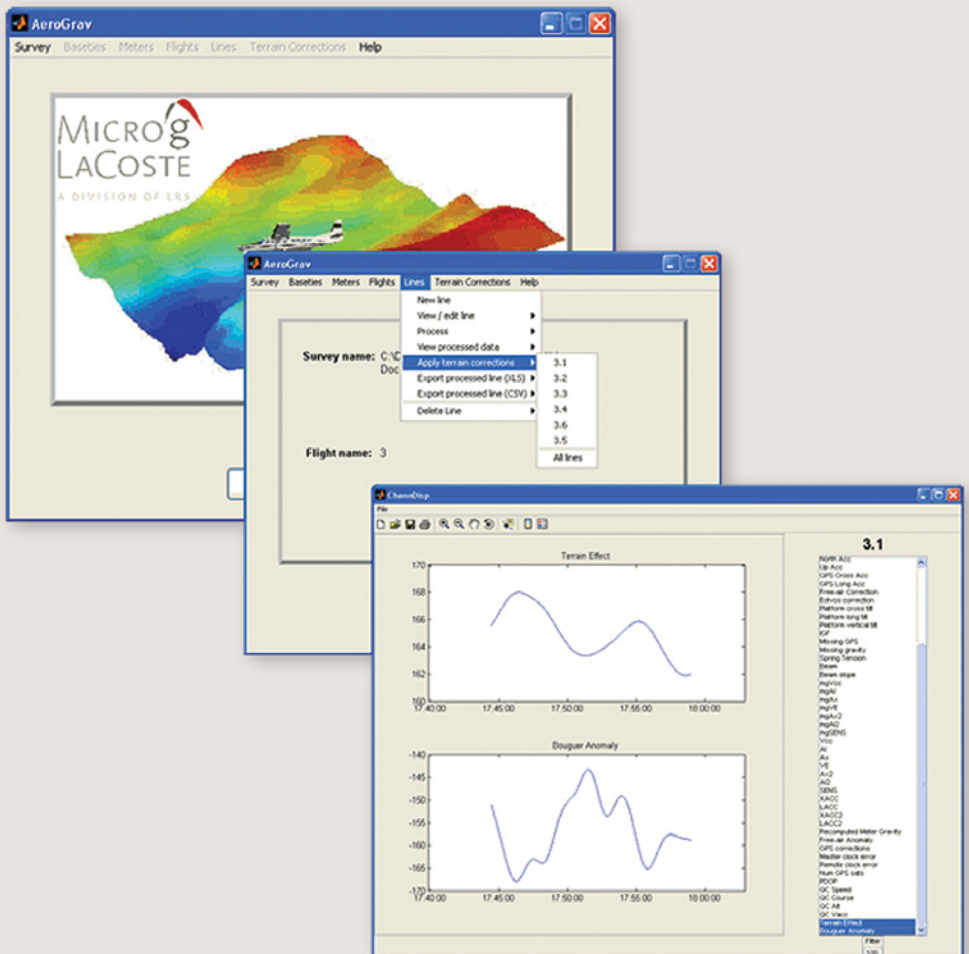 AeroGrav
Survey Baseties Meters Flights Lines Terrain Corrections Help
MICRO g
LACOSTE
A DIVISION OF LRS
AeroGrav
Survey Baseties Meters Flights Lines Terrain Corrections Help
New line
View / edit line
Process
View processed data
Apply terrain corrections
Export processed line (XLS)
Export processed line (CSV)
Delete Line
3.1
3.2
3.3
3.4
3.6
3.5
All lines
Survey name: C:\D
Doc
Flight name: 3
ChannDisp
File
Terrain Effect
170
168
166
164
162
160
17:40:00 17:45:00 17:50:00 17:55:00 18:00:00
Bouguer Anomaly
-140
-145
-150
-155
-160
-165
-170
17:40:00 17:45:00 17:50:00 17:55:00 18:00:00
3.1
North Acc
Up Acc
GPS Cross Acc
GPS Long Acc
Free-air Correction
Eotvos correction
Platform cross tilt
Platform long tilt
Platform vertical tilt
IGF
Missing GPS
Missing gravity
Spring Tension
Beam
Beam slope
mgVcc
mgAl
mgAx
mgVE
mgAx2
mgAl2
mgSENS
Vcc
Al
Ax
VE
Ax2
Al2
SENS
XACC
LACC
XACC2
LACC2
Recomputed Meter Gravity
Free-air Anomaly
GPS corrections
Master clock error
Remote clock error
Num GPS sats
PDOP
QC Speed
QC Course
QC Alt
QC Vacc
Terrain Effect
Bouguer Anomaly
Filter